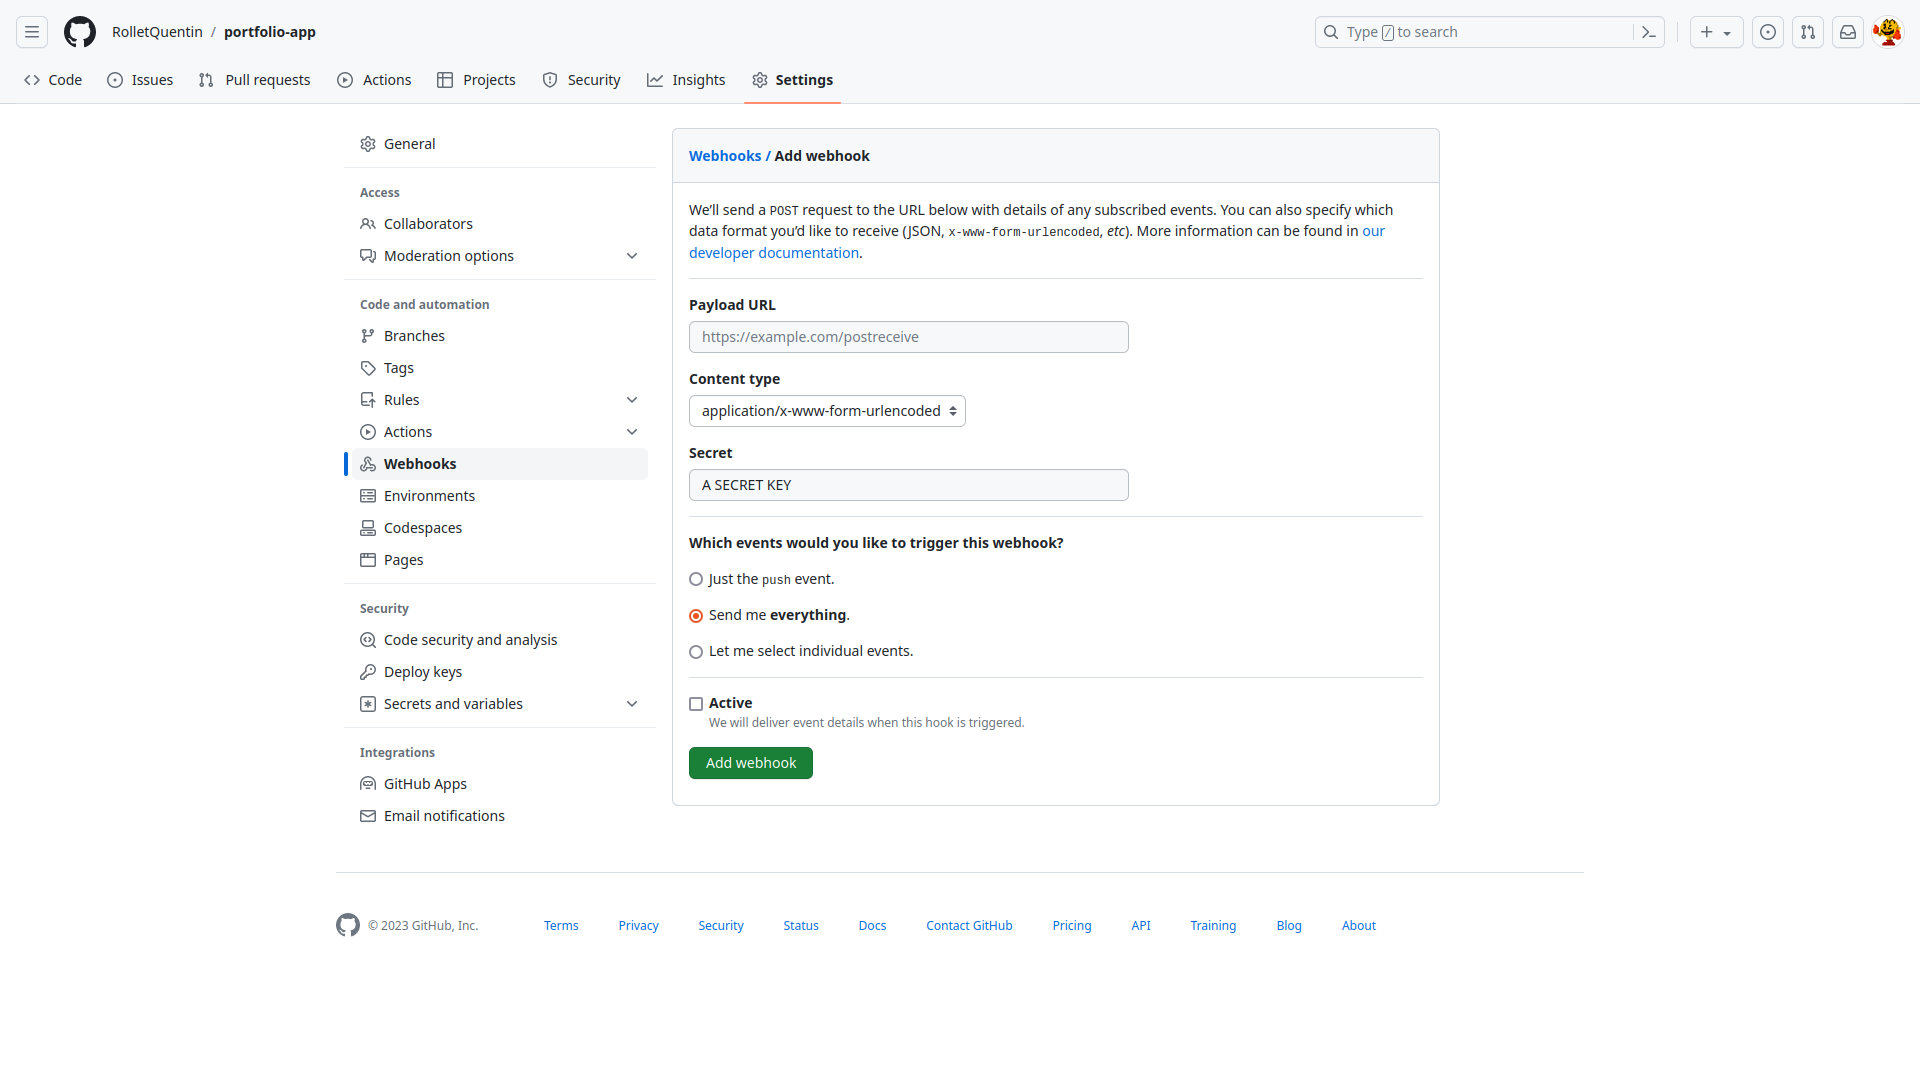 RolletQuentin / portfolio-app
Type / to search
Code
Issues
Pull requests
Actions
Projects
Security
Insights
Settings
General
Access
Collaborators
Moderation options
Code and automation
Branches
Tags
Rules
Actions
Webhooks
Environments
Codespaces
Pages
Security
Code security and analysis
Deploy keys
Secrets and variables
Integrations
GitHub Apps
Email notifications
Webhooks / Add webhook
We'll send a POST request to the URL below with details of any subscribed events. You can also specify which
data format you'd like to receive (JSON, x-www-form-urlencoded, etc). More information can be found in our
developer documentation.
Payload URL
https://example.com/postreceive
Content type
application/x-www-form-urlencoded
Secret
A SECRET KEY
Which events would you like to trigger this webhook?
Just the push event.
Send me everything.
Let me select individual events.
Active
We will deliver event details when this hook is triggered.
Add webhook
© 2023 GitHub, Inc.
Terms
Privacy
Security
Status
Docs
Contact GitHub
Pricing
API
Training
Blog
About